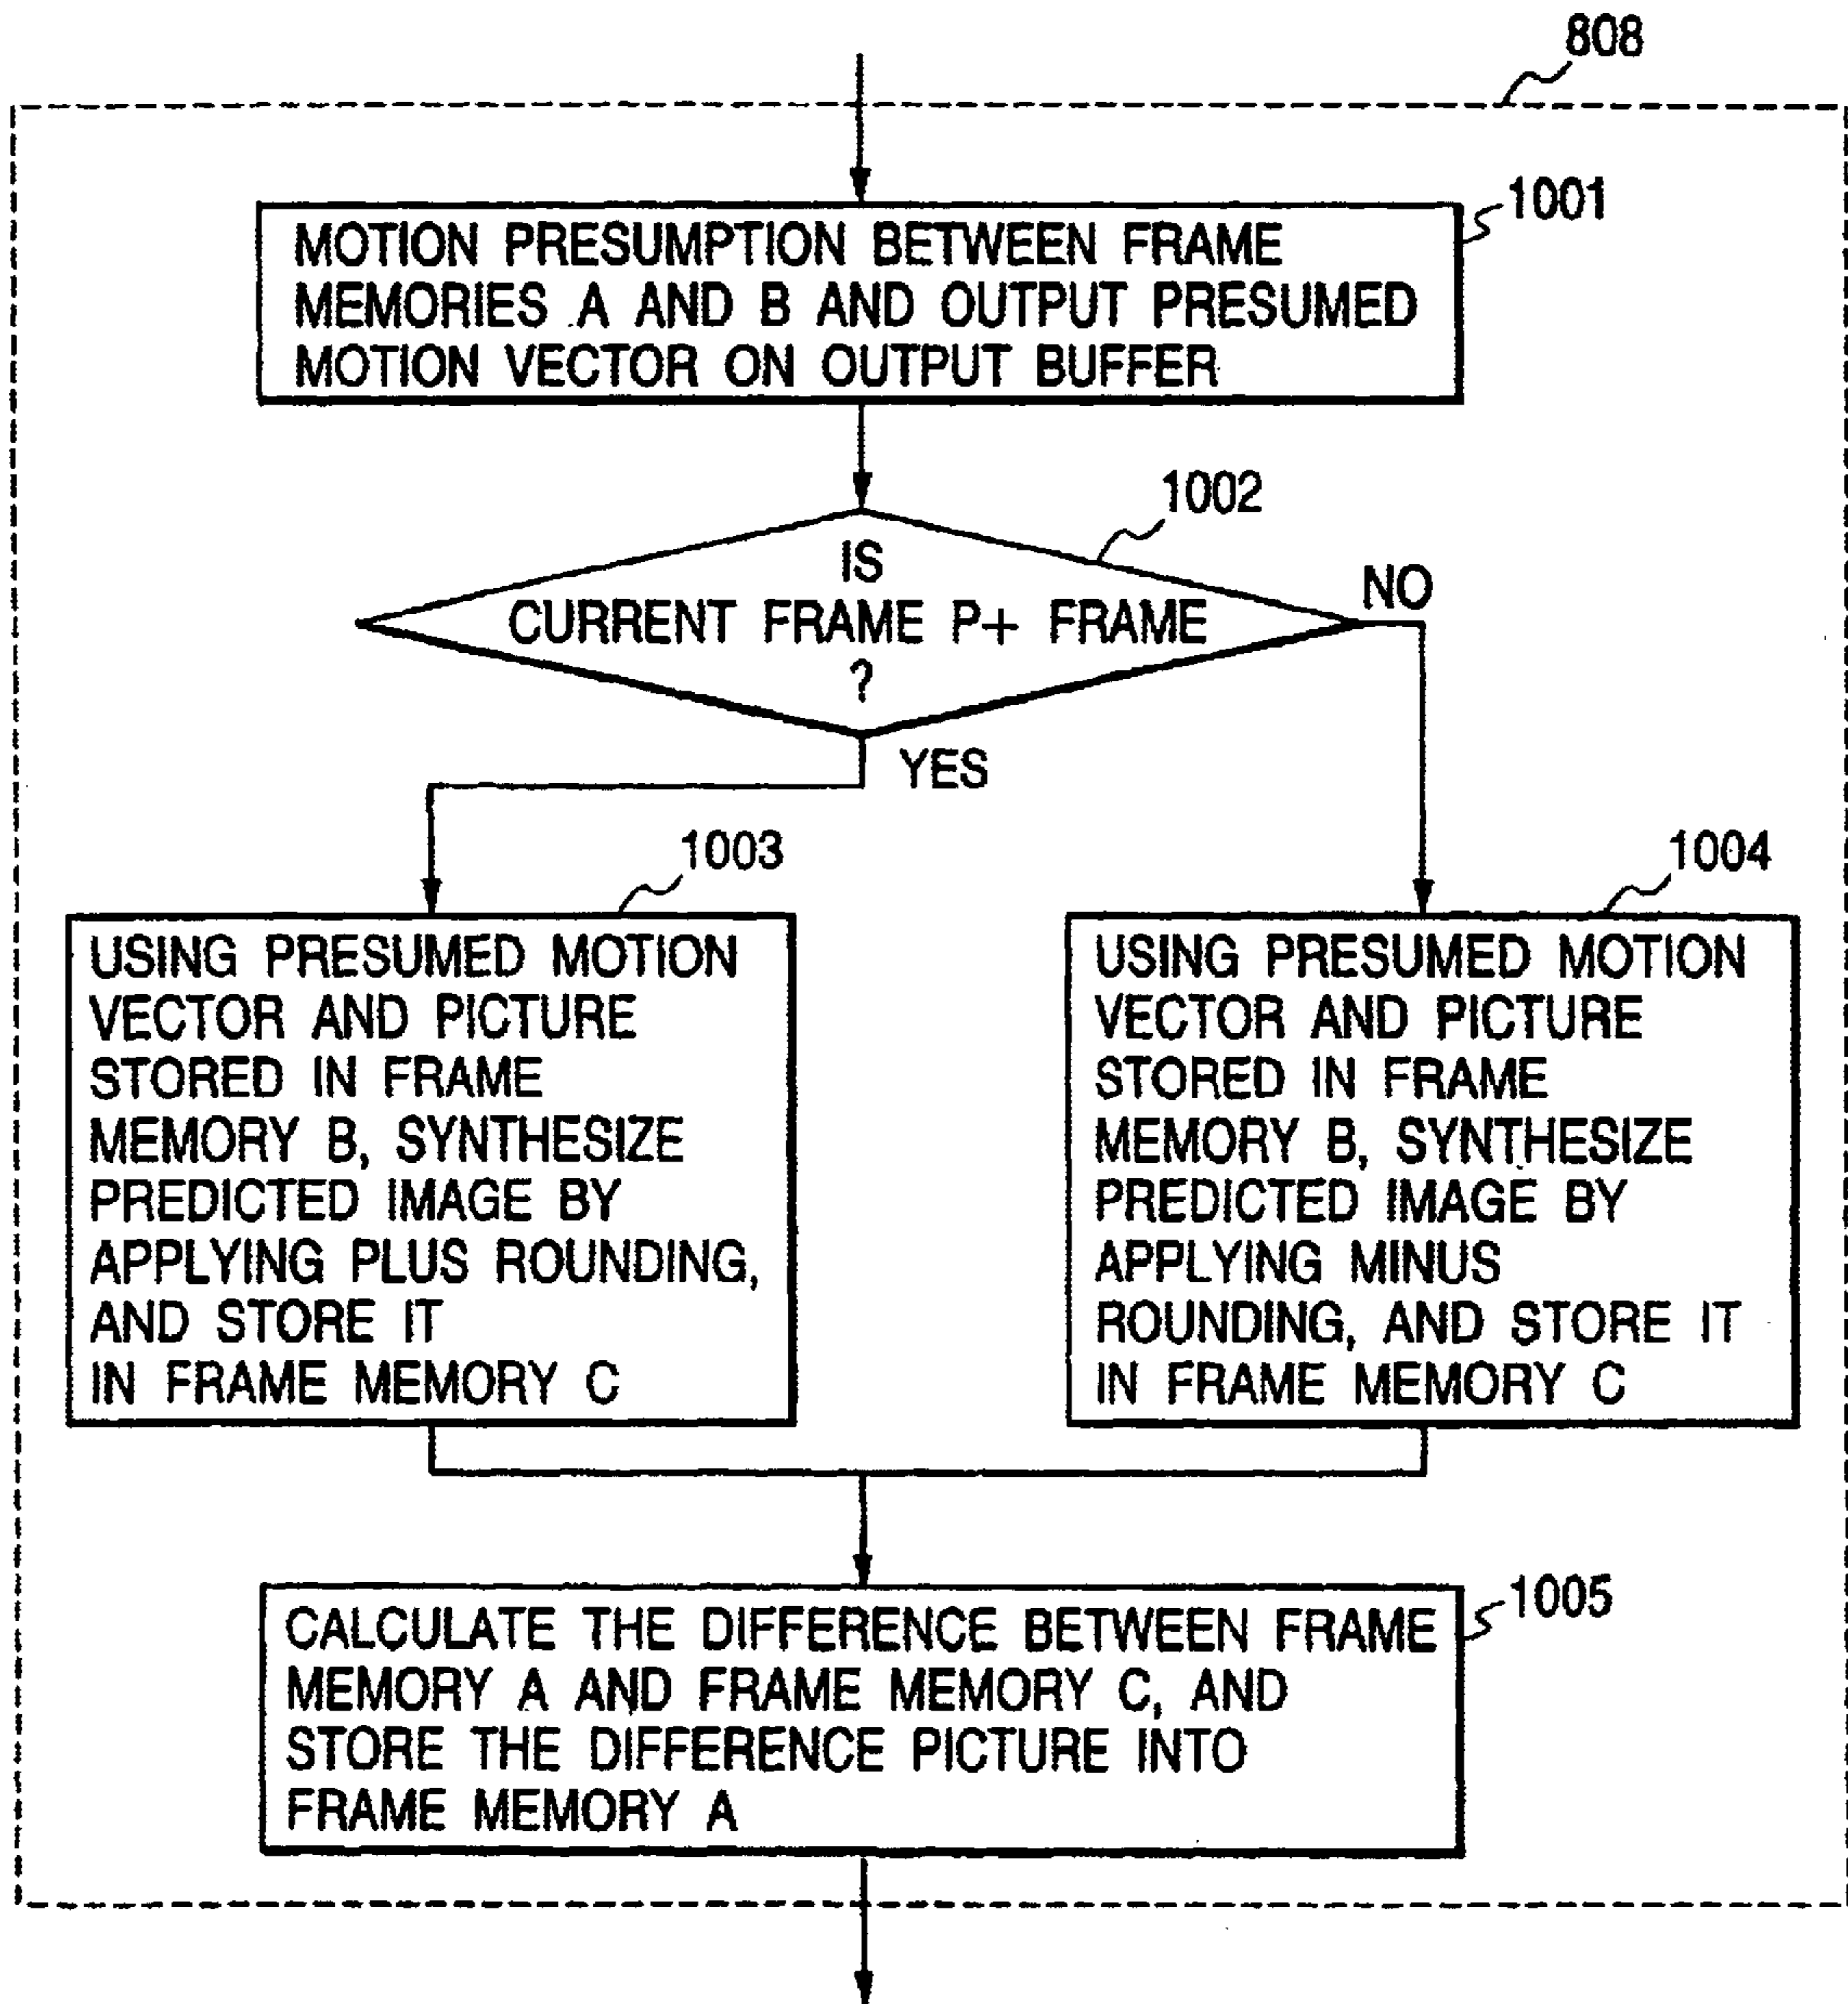 808
1001
MOTION PRESUMPTION BETWEEN FRAME
MEMORIES A AND B AND OUTPUT PRESUMED
MOTION VECTOR ON OUTPUT BUFFER
1002
IS
CURRENT FRAME P+ FRAME
?
NO
YES
1003
USING PRESUMED MOTION
VECTOR AND PICTURE
STORED IN FRAME
MEMORY B, SYNTHESIZE
PREDICTED IMAGE BY
APPLYING PLUS ROUNDING,
AND STORE IT
IN FRAME MEMORY C
1004
USING PRESUMED MOTION
VECTOR AND PICTURE
STORED IN FRAME
MEMORY B, SYNTHESIZE
PREDICTED IMAGE BY
APPLYING MINUS
ROUNDING, AND STORE IT
IN FRAME MEMORY C
1005
CALCULATE THE DIFFERENCE BETWEEN FRAME
MEMORY A AND FRAME MEMORY C, AND
STORE THE DIFFERENCE PICTURE INTO
FRAME MEMORY A